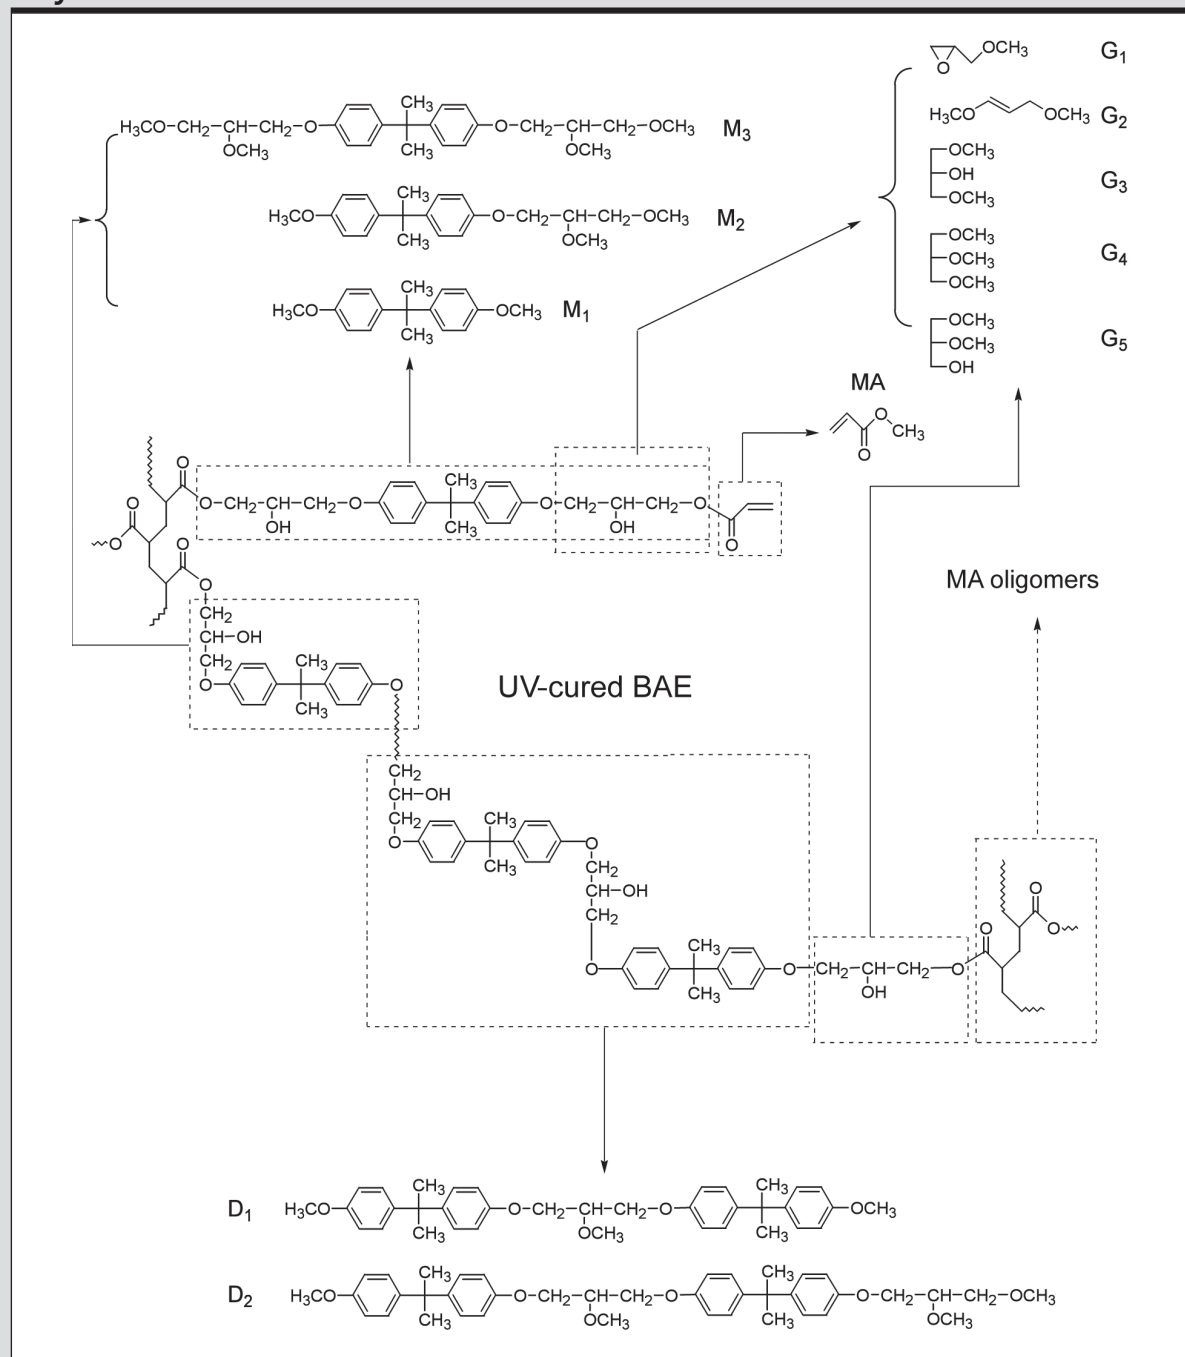 OCH₃ G₁
O
CH₃
H₃CO–CH₂–CH–CH₂–O O–CH₂–CH–CH₂–OCH₃ M₃
OCH₃ CH₃ OCH₃
H₃CO OCH₃ G₂
OCH₃
OH G₃
OCH₃
CH₃
H₃CO O–CH₂–CH–CH₂–OCH₃ M₂
CH₃ OCH₃
OCH₃
OCH₃ G₄
OCH₃
CH₃
H₃CO OCH₃ M₁
CH₃
OCH₃
OCH₃ G₅
OH
MA
O
CH₃
O
O
O–CH₂–CH–CH₂–O CH₃ O–CH₂–CH–CH₂–O
OH CH₃ OH O
O
O
O
O
CH₂
CH–OH
CH₂ CH₃
O O
CH₃
MA oligomers
UV-cured BAE
CH₂
CH–OH
CH₂ CH₃
O O
CH₃
CH₂
CH–OH
CH₂
CH₃
O O–CH₂–CH–CH₂–O
CH₃ OH
O
O
O
CH₃ CH₃
D₁ H₃CO O–CH₂–CH–CH₂–O OCH₃
CH₃ OCH₃ CH₃
CH₃ CH₃
D₂ H₃CO O–CH₂–CH–CH₂–O O–CH₂–CH–CH₂–OCH₃
CH₃ OCH₃ CH₃ OCH₃